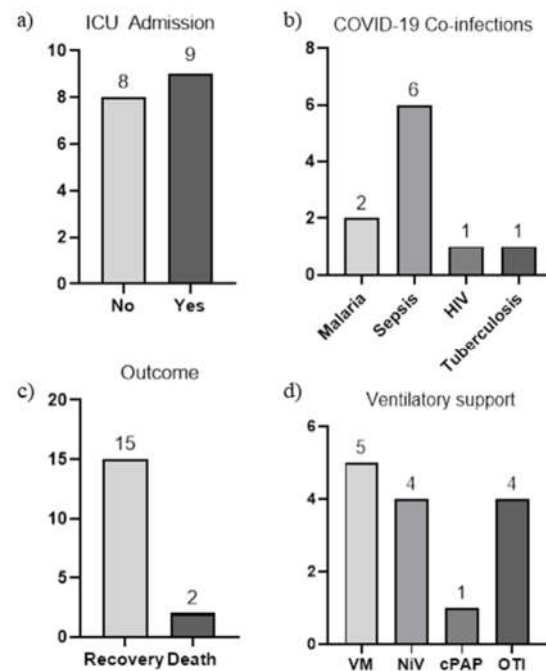 a)
ICU Admission
10
8
6
4
2
0
8
9
No Yes
b)
COVID-19 Co-infections
8
6
4
2
0
2
6
1
1
Malaria
Sepsis
HIV
Tuberculosis
c)
Outcome
20
15
10
5
0
15
2
Recovery Death
d)
Ventilatory support
6
4
2
0
5
4
1
4
VM NiV cPAP OTI